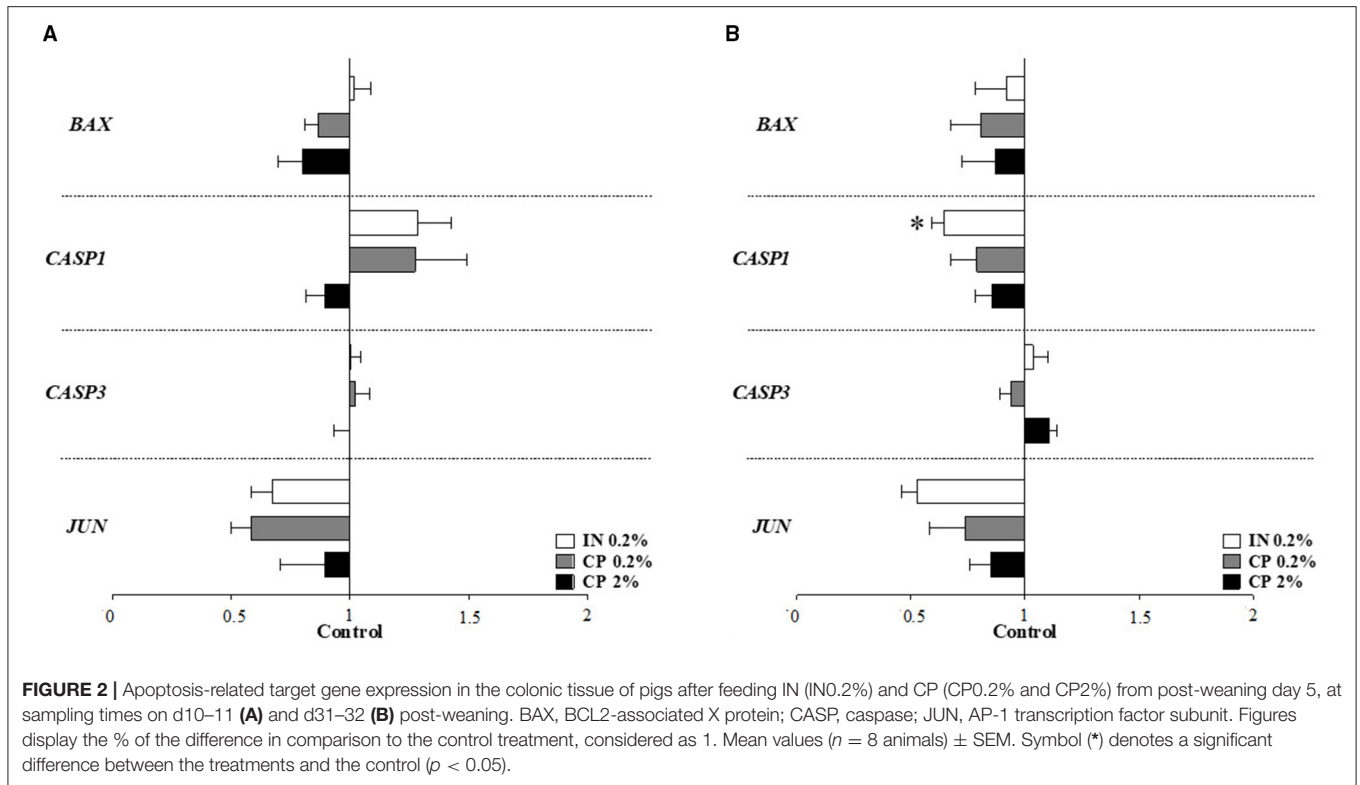 A
BAX
CASP1
CASP3
JUN
IN 0.2%
CP 0.2%
CP 2%
0 0.5 1 1.5 2
Control
B
BAX
*
CASP1
CASP3
JUN
IN 0.2%
CP 0.2%
CP 2%
0 0.5 1 1.5 2
Control
FIGURE 2 | Apoptosis-related target gene expression in the colonic tissue of pigs after feeding IN (IN0.2%) and CP (CP0.2% and CP2%) from post-weaning day 5, at
sampling times on d10–11 (A) and d31–32 (B) post-weaning. BAX, BCL2-associated X protein; CASP, caspase; JUN, AP-1 transcription factor subunit. Figures
display the % of the difference in comparison to the control treatment, considered as 1. Mean values (n = 8 animals) ± SEM. Symbol (*) denotes a significant
difference between the treatments and the control (p < 0.05).